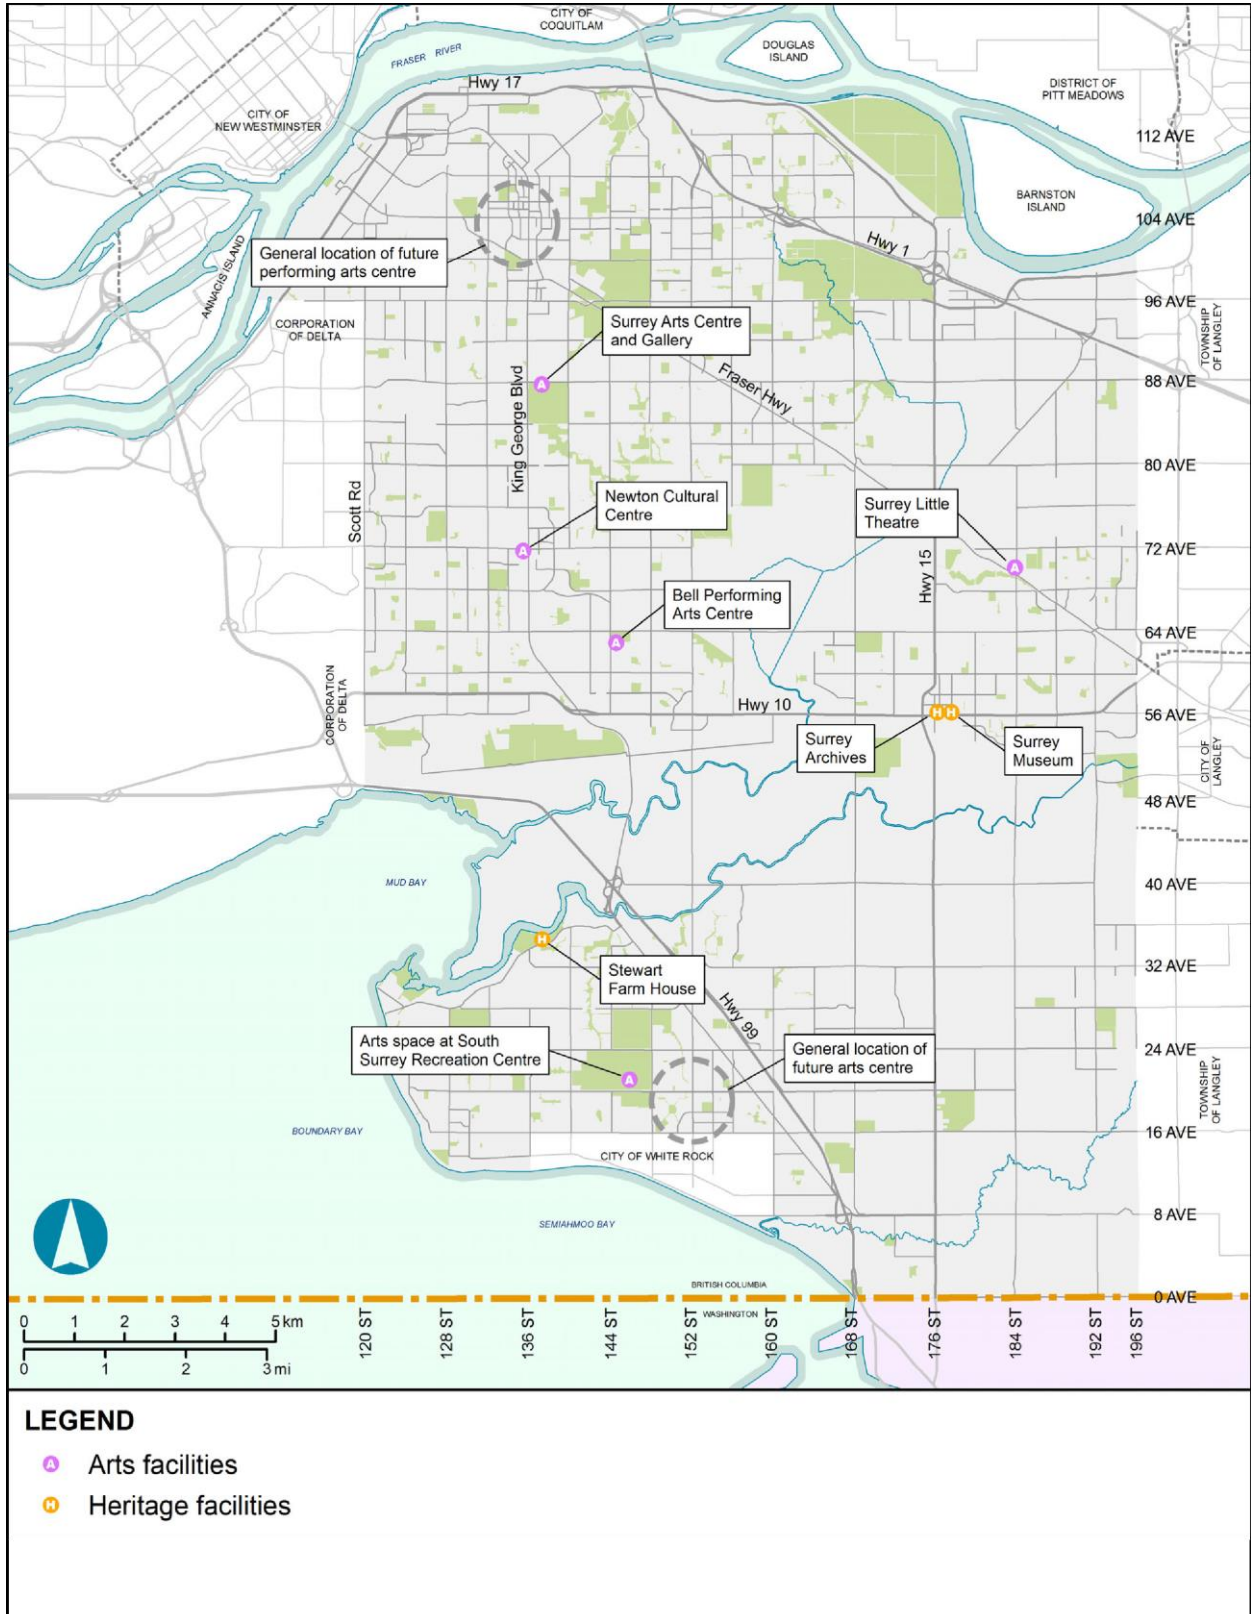 CITY OF
COQUITLAM
FRASER RIVER
DOUGLAS
ISLAND
Hwy 17
DISTRICT OF
PITT MEADOWS
CITY OF
NEW WESTMINSTER
112 AVE
BARNSTON
ISLAND
104 AVE
Hwy 1
General location of future
performing arts centre
ANNACIS ISLAND
96 AVE
CORPORATION
OF DELTA
Surrey Arts Centre
and Gallery
TOWNSHIP
OF LANGLEY
King George Blvd
A
Fraser Hwy
88 AVE
80 AVE
Scott Rd
Newton Cultural
Centre
Surrey Little
Theatre
72 AVE
A
A
Hwy 15
Bell Performing
Arts Centre
A
64 AVE
CORPORATION
OF DELTA
Hwy 10
H
H
56 AVE
Surrey
Archives
Surrey
Museum
CITY OF
LANGLEY
48 AVE
MUD BAY
40 AVE
H
Stewart
Farm House
32 AVE
Hwy 99
Arts space at South
Surrey Recreation Centre
General location of
future arts centre
24 AVE
A
TOWNSHIP
OF LANGLEY
BOUNDARY BAY
16 AVE
CITY OF WHITE ROCK
SEMIAHMOO BAY
8 AVE
BRITISH COLUMBIA
0 AVE
WASHINGTON
0 1 2 3 4 5 km
0 1 2 3 mi
120 ST
128 ST
136 ST
144 ST
152 ST
160 ST
168 ST
176 ST
184 ST
192 ST
196 ST
LEGEND
A Arts facilities
H Heritage facilities